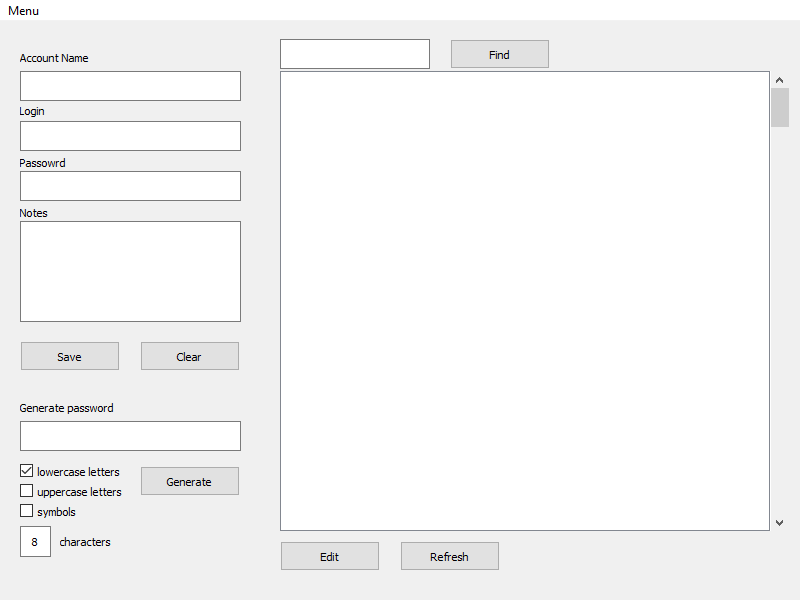 Menu
Account Name
Login
Passowrd
Notes
Save
Clear
Generate password
lowercase letters
uppercase letters
symbols
Generate
8 characters
Find
Edit
Refresh